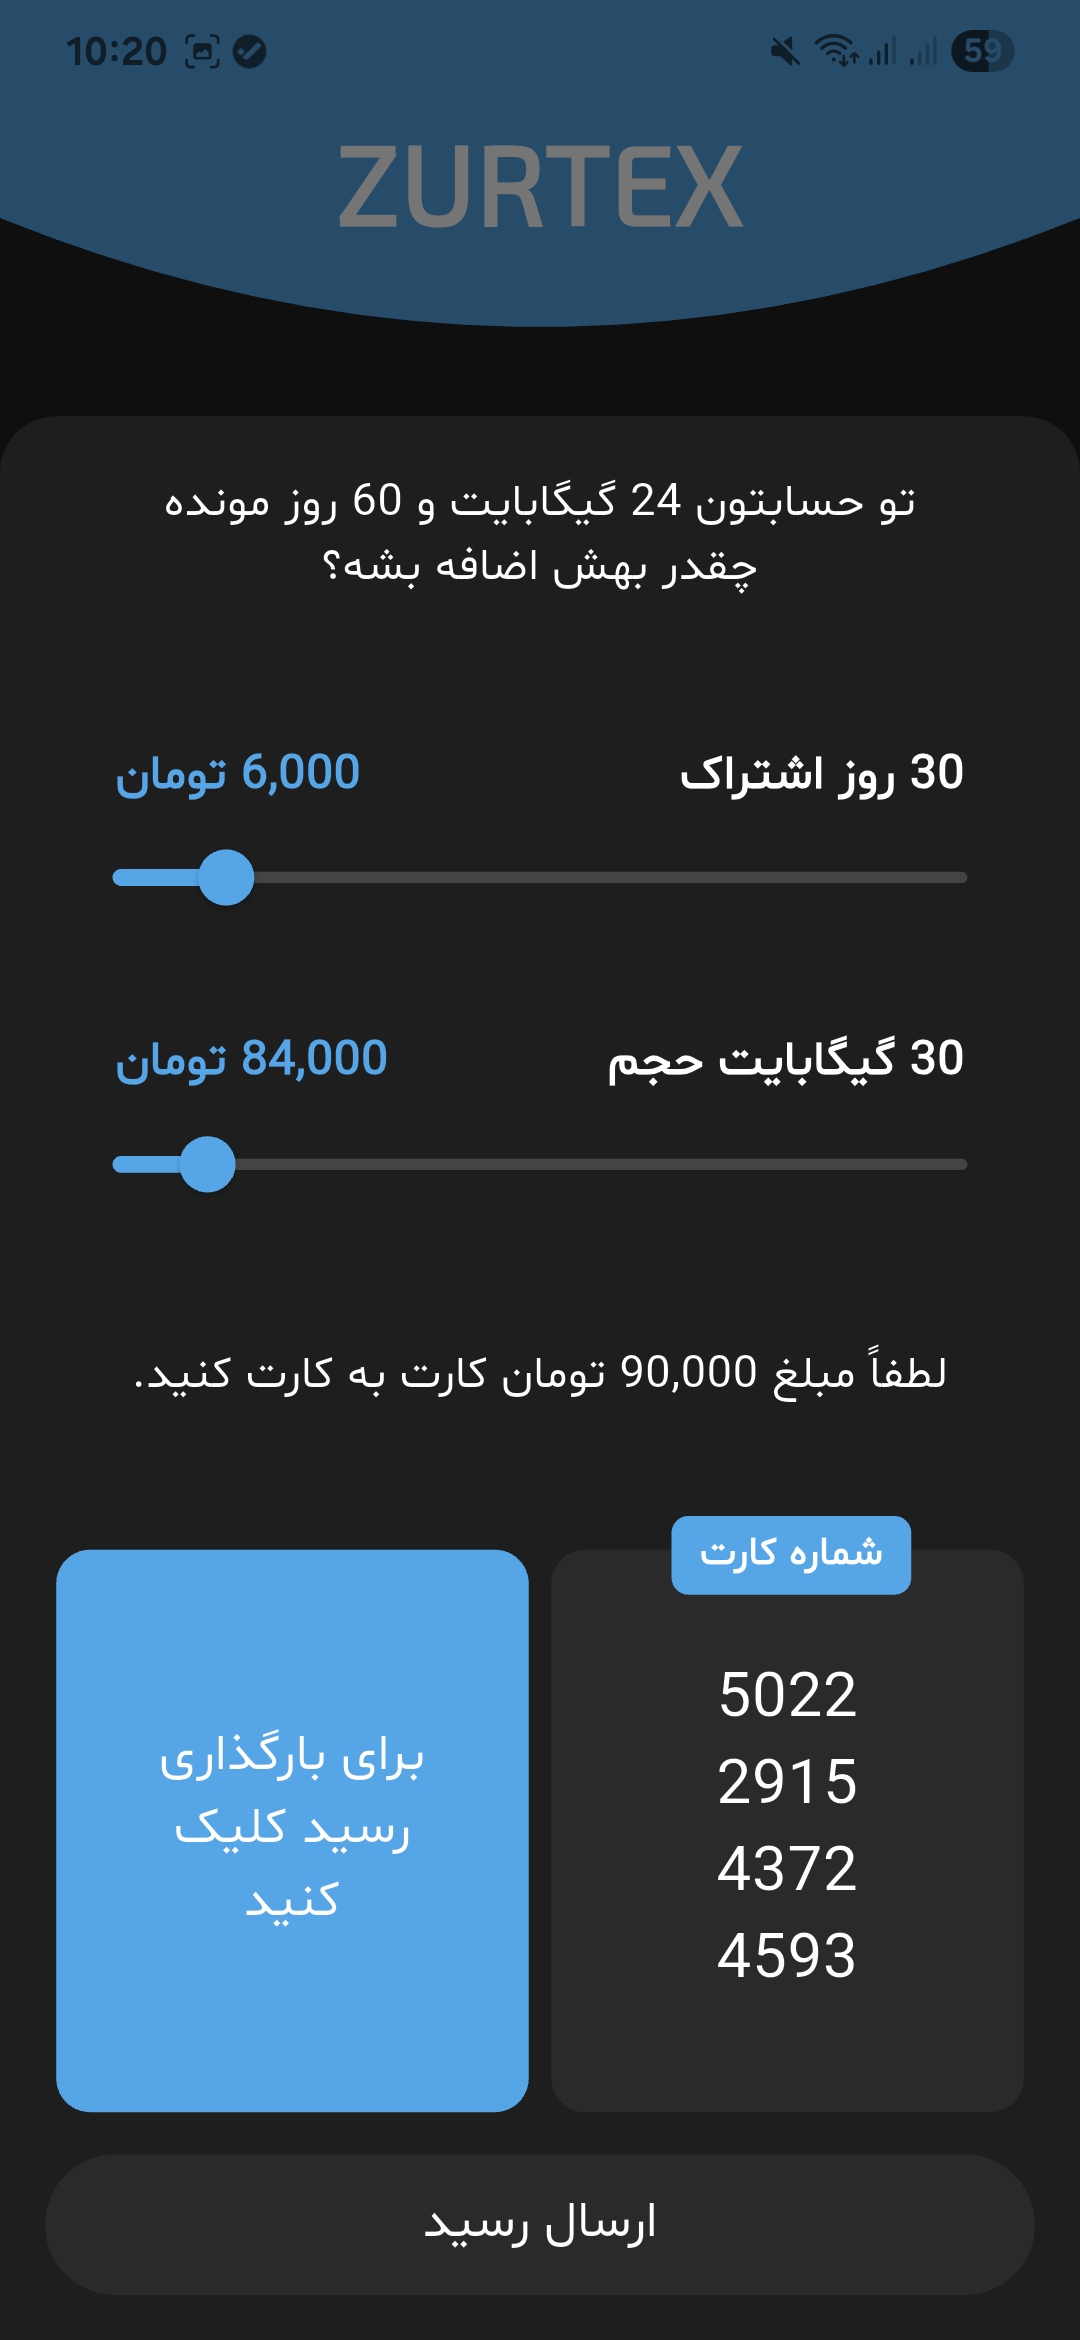 10:20
59
ZURTEX
تو حسابتون 24 گیگابایت و 60 روز مونده
چقدر بهش اضافه بشه؟
30 روز اشتراک
6,000 تومان
30 گیگابایت حجم
84,000 تومان
لطفاً مبلغ 90,000 تومان کارت به کارت کنید.
شماره کارت
5022
2915
4372
4593
برای بارگذاری
رسید کلیک
کنید
ارسال رسید